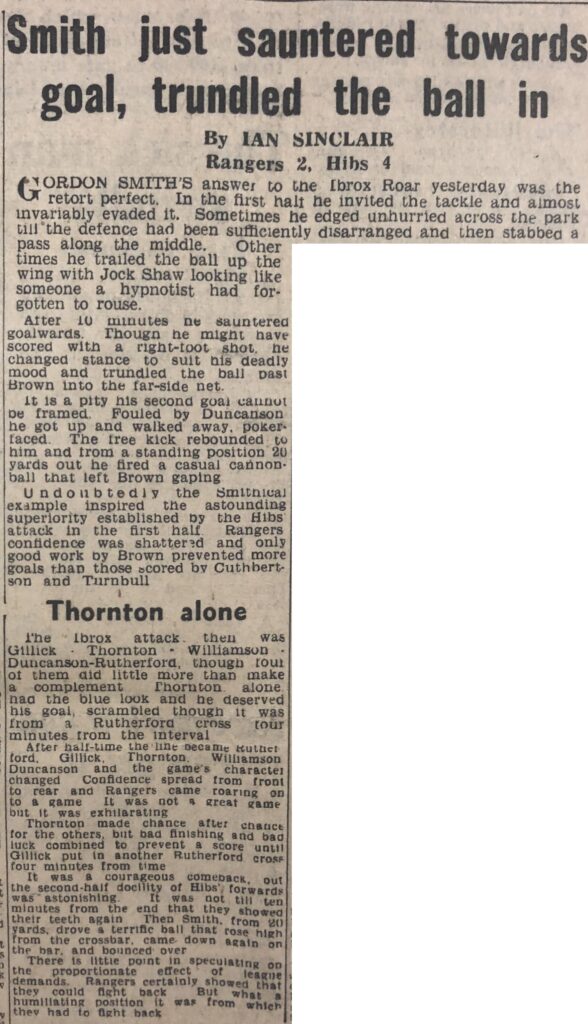 Smith just sauntered towards
goal, trundled the ball in
By IAN SINCLAIR
Rangers 2, Hibs 4
GORDON SMITH'S answer to the Ibrox Roar yesterday was the
retort perfect. In the first half he invited the tackle and almost
invariably evaded it. Sometimes he edged unhurried across the park
till the defence had been sufficiently disarranged and then stabbed a
pass along the middle. Other
times he trailed the ball up the
wing with Jock Shaw looking like
someone a hypnotist had for-
gotten to rouse.
After 10 minutes he sauntered
goalwards. Though he might have
scored with a right-foot shot, he
changed stance to suit his deadly
mood and trundled the ball past
Brown into the far-side net.
It is a pity his second goal cannot
be framed. Fouled by Duncanson
he got up and walked away, poker-
faced. The free kick rebounded to
him and from a standing position 20
yards out he fired a casual cannon-
ball that left Brown gaping
Undoubtedly the Smithical
example inspired the astounding
superiority established by the Hibs
attack in the first half. Rangers
confidence was shattered and only
good work by Brown prevented more
goals than those scored by Cuthbert-
son and Turnbull
Thornton alone
The Ibrox attack then was
Gillick - Thornton - Williamson -
Duncanson-Rutherford, though four
of them did little more than make
a complement Thornton alone
had the blue look and he deserved
his goal, scrambled though it was
from a Rutherford cross four
minutes from the interval
After half-time the line became Ruther
ford, Gillick, Thornton, Williamson
Duncanson and the game's character
changed Confidence spread from front
to rear and Rangers came roaring on
to a game It was not a great game
but it was exhilarating
Thornton made chance after chance
for the others, but bad finishing and bad
luck combined to prevent a score until
Gillick put in another Rutherford cross
four minutes from time
It was a courageous comeback, but
the second-half docility of Hibs' forwards
was astonishing. It was not till ten
minutes from the end that they showed
their teeth again Then Smith, from 20
yards, drove a terrific ball that rose high
from the crossbar, came down again on
the bar, and bounced over
There is little point in speculating on
the proportionate effect of league
demands. Rangers certainly showed that
they could fight back But what a
humiliating position it was from which
they had to fight back